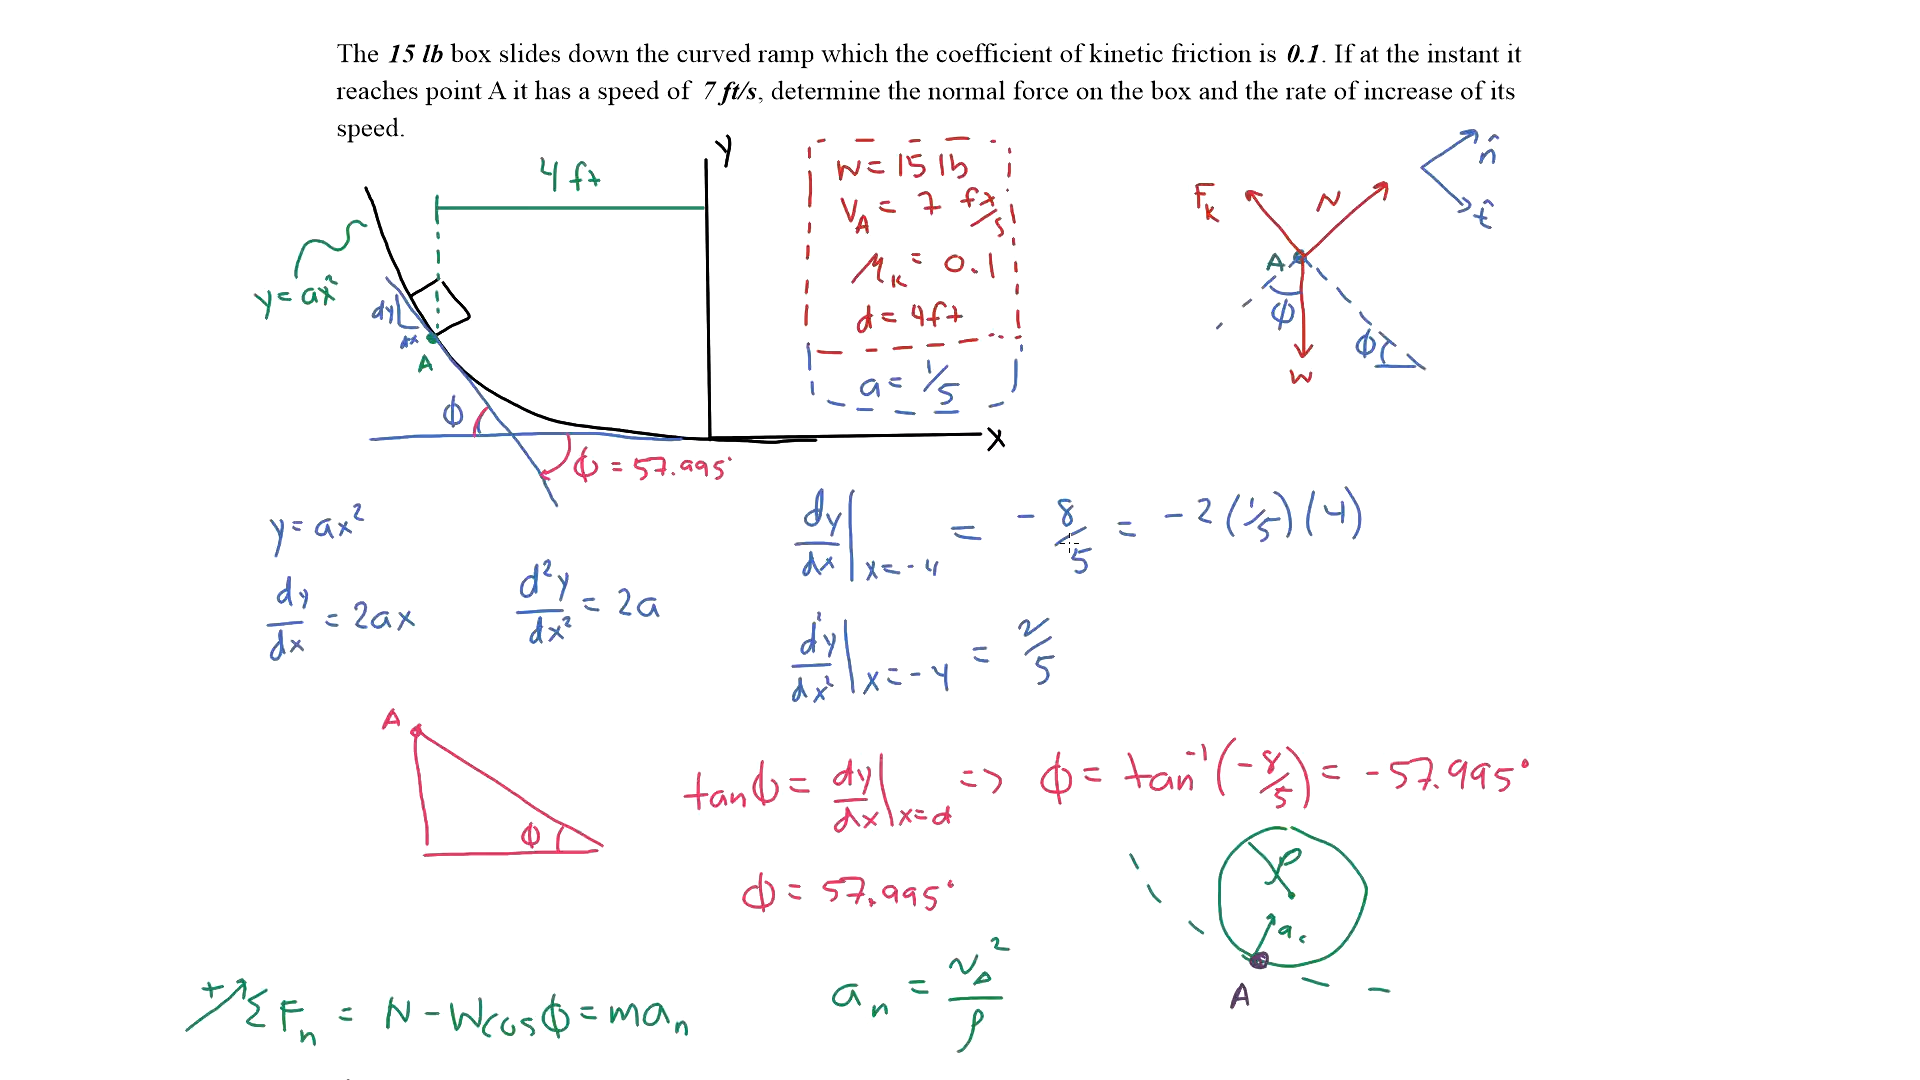 The 15 lb box slides down the curved ramp which the coefficient of kinetic friction is 0.1. If at the instant it
reaches point A it has a speed of 7 ft/s, determine the normal force on the box and the rate of increase of its
speed.
y
4 ft
y = ax²
dy
dx
A
ϕ
ϕ = 57.995°
x
W = 15 lb
V_A = 7 ft/s
μ_K = 0.1
d = 4 ft
a = 1/5
n̂
t̂
F_K
N
A
ϕ
ϕ
W
y = ax²
dy/dx = 2ax
d²y/dx² = 2a
dy/dx |x=-4 = -8/5 = -2(1/5)(4)
d²y/dx² |x=-4 = 2/5
A
ϕ
tanϕ = dy/dx |x=d => ϕ = tan⁻¹(-8/5) = -57.995°
ϕ = 57.995°
ρ
a_c
A
+↗ΣF_n = N - Wcosϕ = ma_n
a_n = v_A²/ρ